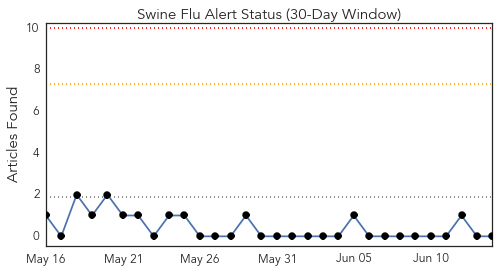 Swine Flu Alert Status (30-Day Window)
Articles Found
10
8
6
4
2
0
May 16
May 21
May 26
May 31
Jun 05
Jun 10